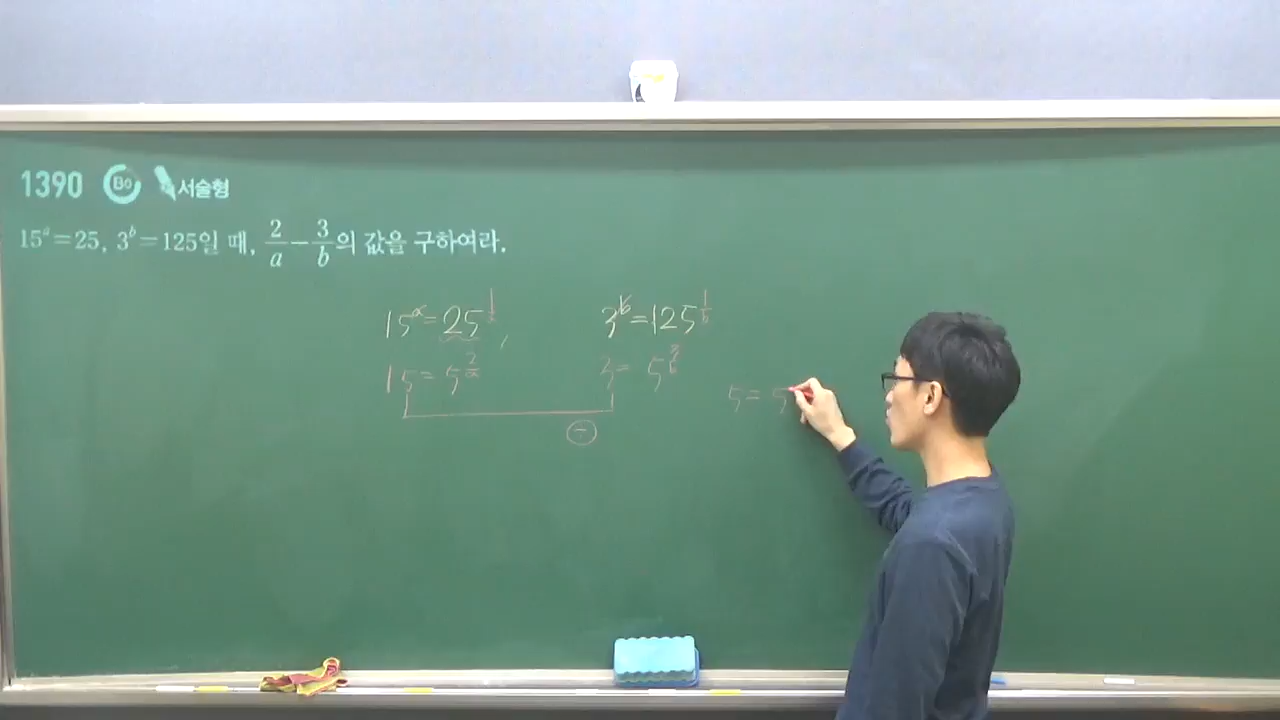 1390 B0 서술형
15^a=25, 3^b=125일 때, 2/a-3/b의 값을 구하여라.
15^a=25^(1/a), 3^b=125^(1/b)
15=5^(2/a) 3=5^(3/b)
5=5
÷